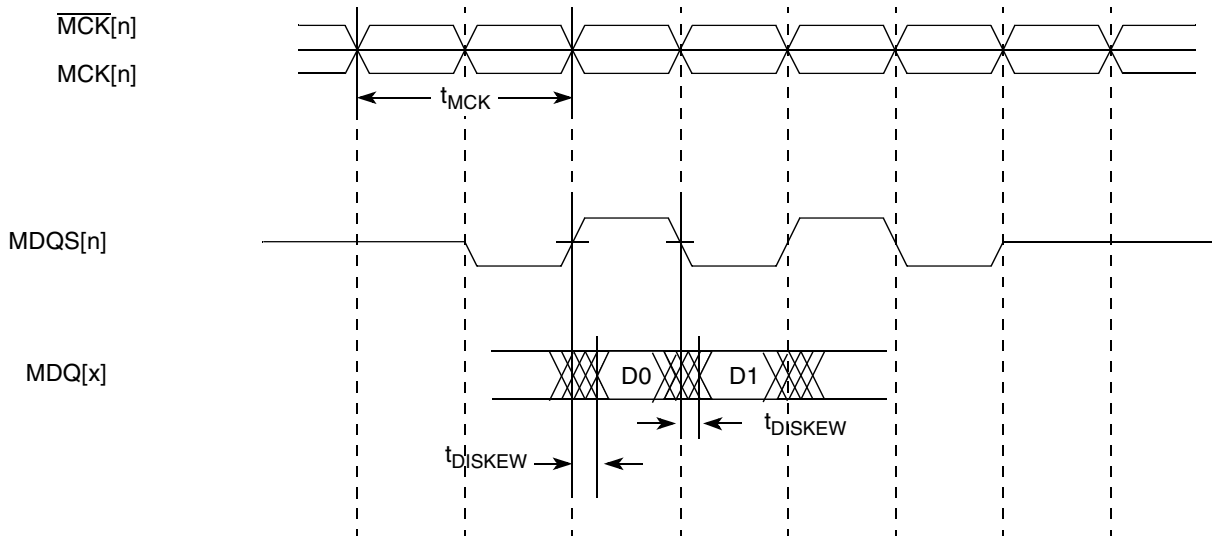 MCK[n]
MCK[n]
tMCK
MDQS[n]
MDQ[x]
D0
D1
tDISKEW
tDISKEW